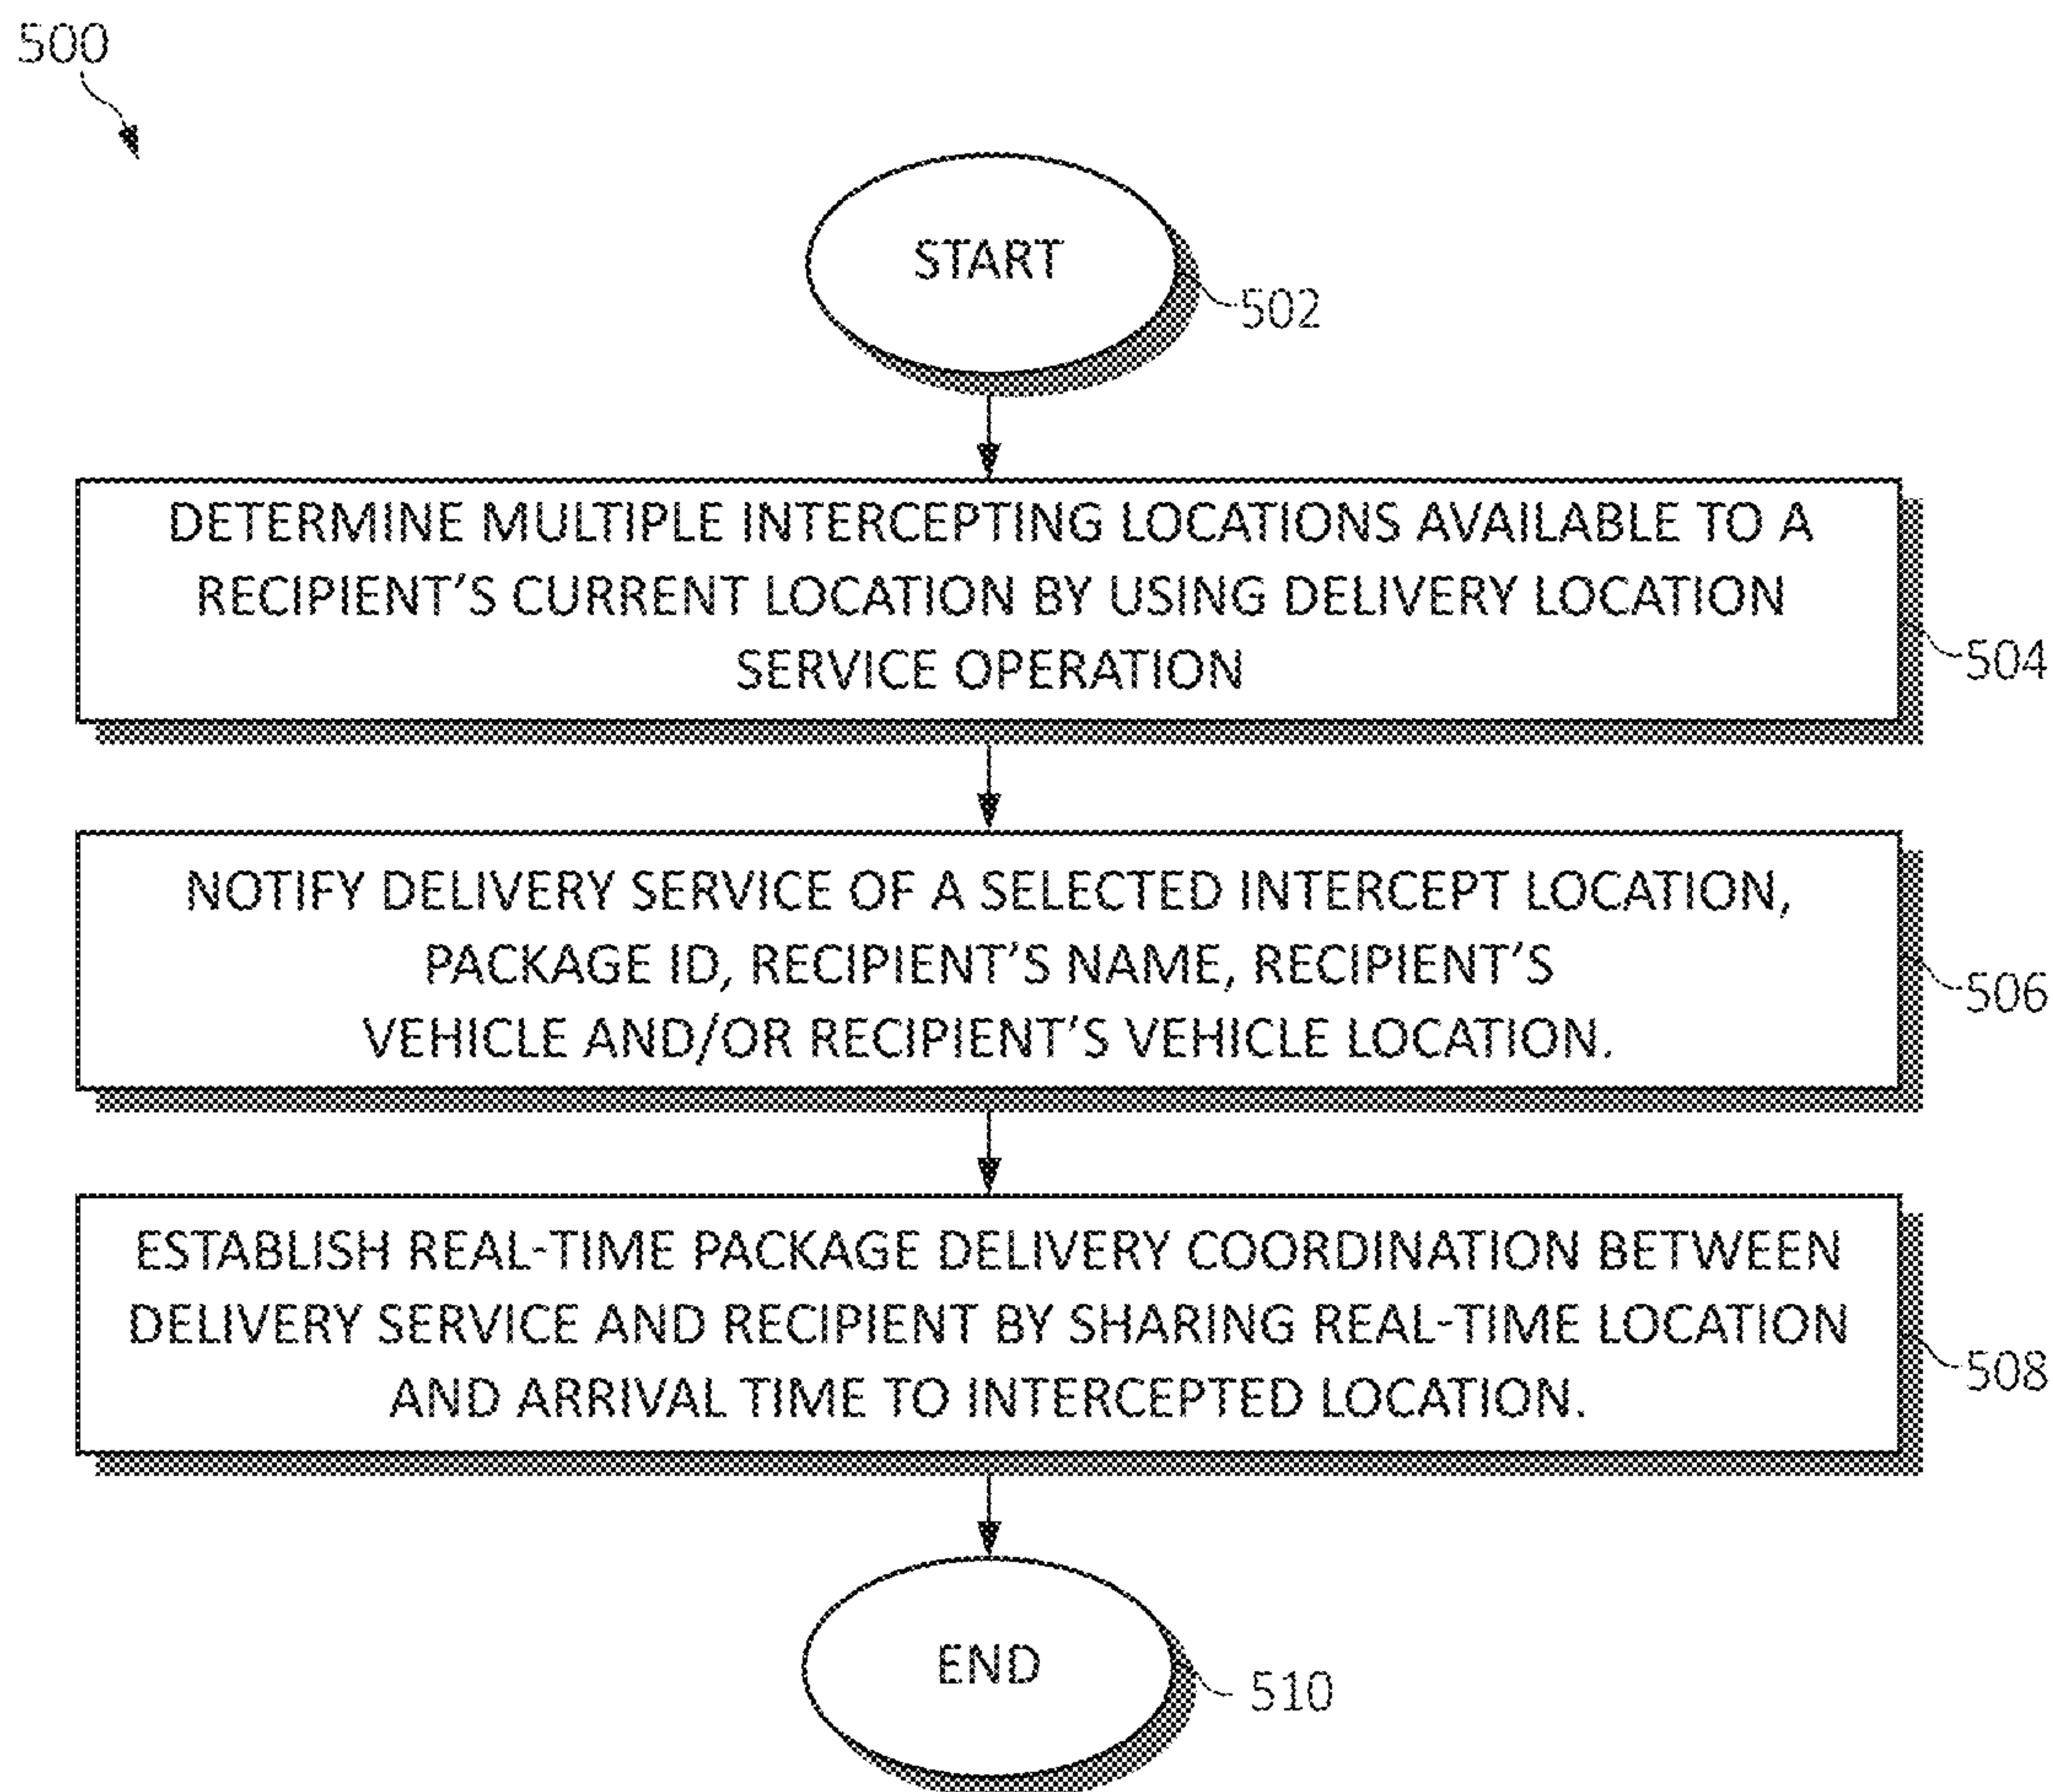 500
START
502
DETERMINE MULTIPLE INTERCEPTING LOCATIONS AVAILABLE TO A
RECIPIENT’S CURRENT LOCATION BY USING DELIVERY LOCATION
SERVICE OPERATION
504
NOTIFY DELIVERY SERVICE OF A SELECTED INTERCEPT LOCATION,
PACKAGE ID, RECIPIENT’S NAME, RECIPIENT’S
VEHICLE AND/OR RECIPIENT’S VEHICLE LOCATION.
506
ESTABLISH REAL-TIME PACKAGE DELIVERY COORDINATION BETWEEN
DELIVERY SERVICE AND RECIPIENT BY SHARING REAL-TIME LOCATION
AND ARRIVAL TIME TO INTERCEPTED LOCATION.
508
END
510